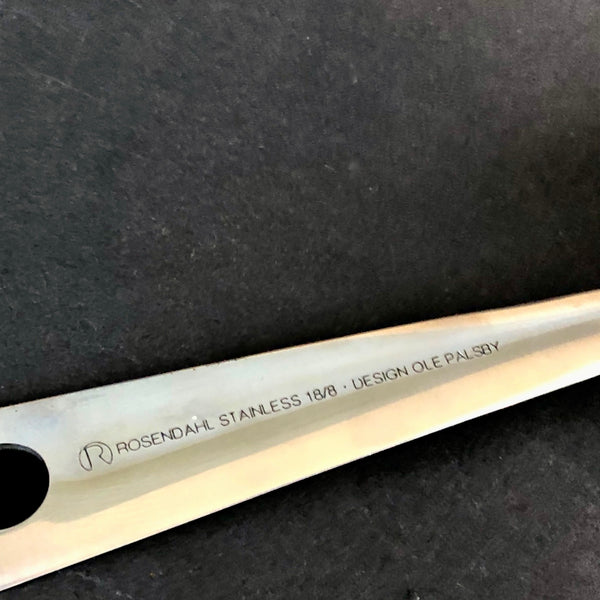 R ROSENDAHL STAINLESS 18/8 · DESIGN OLE PALSBY